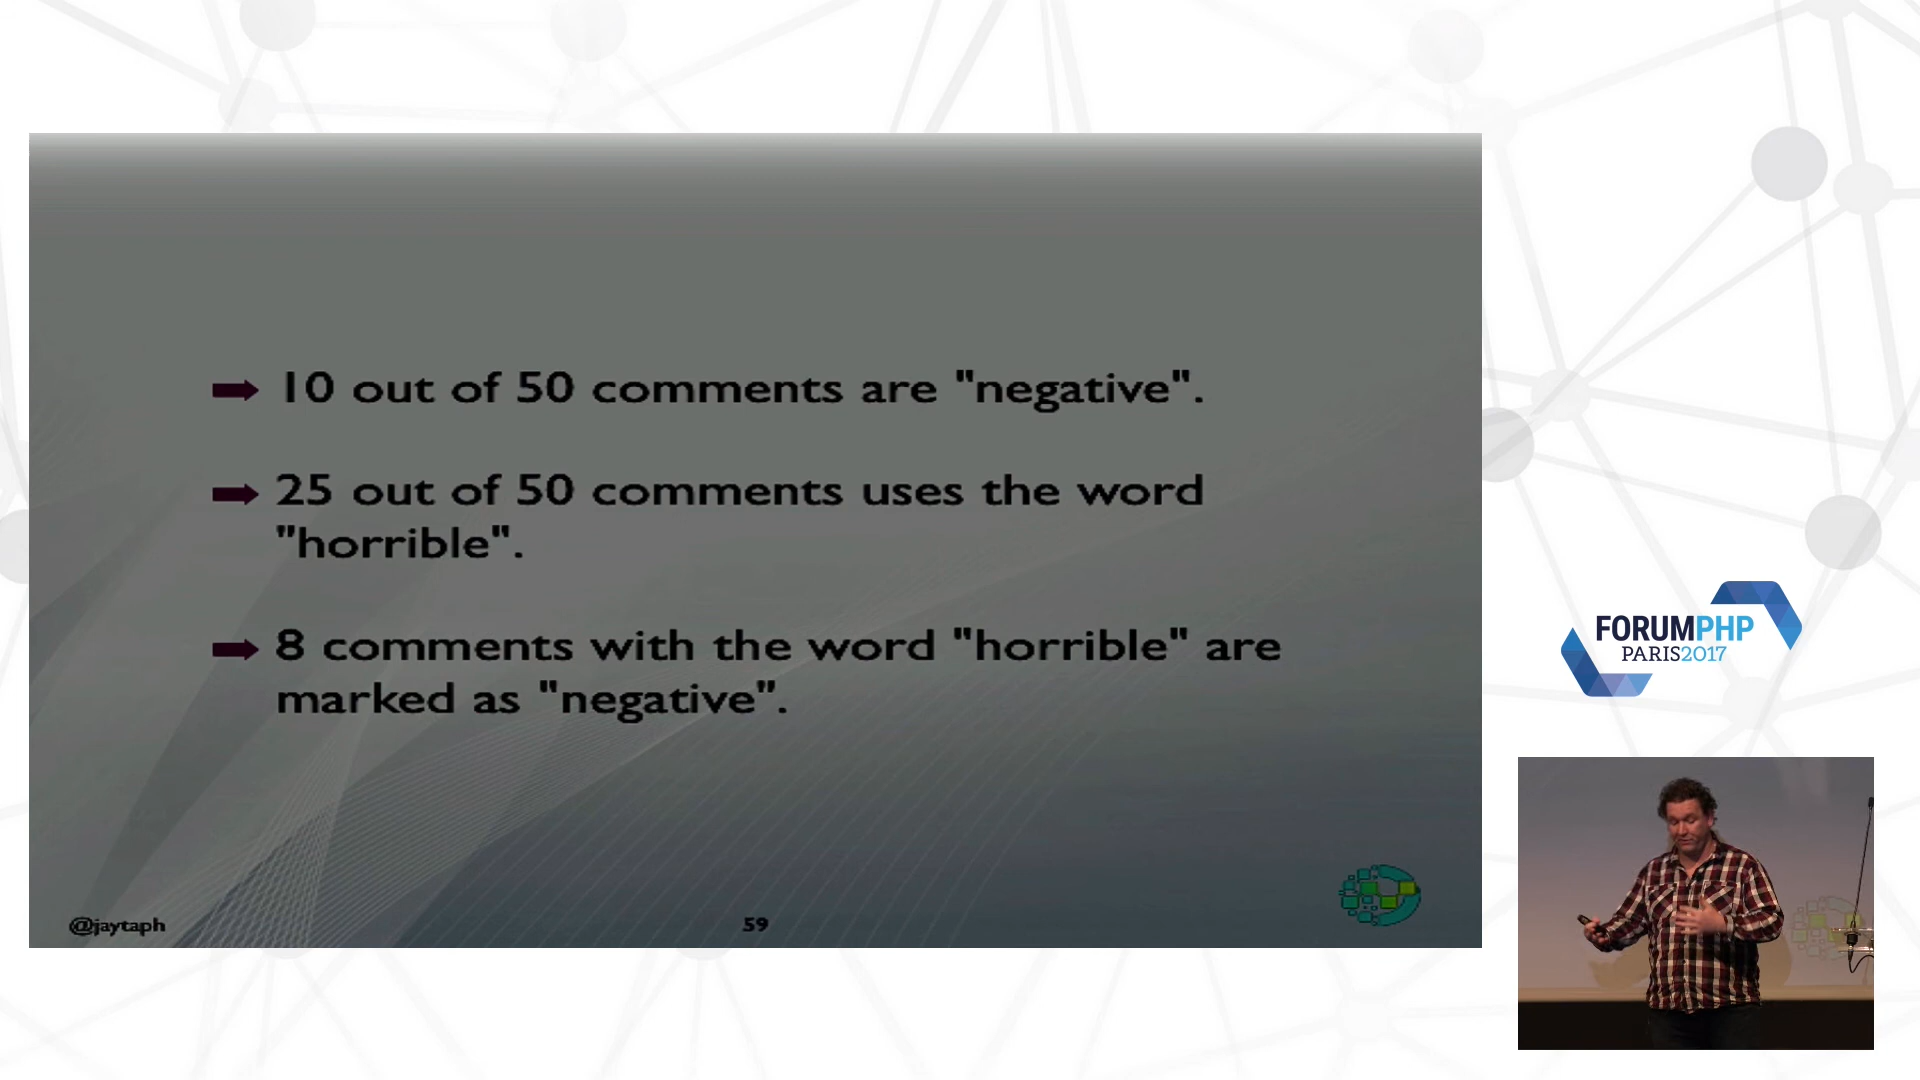 10 out of 50 comments are "negative".
25 out of 50 comments uses the word
"horrible".
8 comments with the word "horrible" are
marked as "negative".
@jaytaph
59
FORUMPHP
PARIS2017